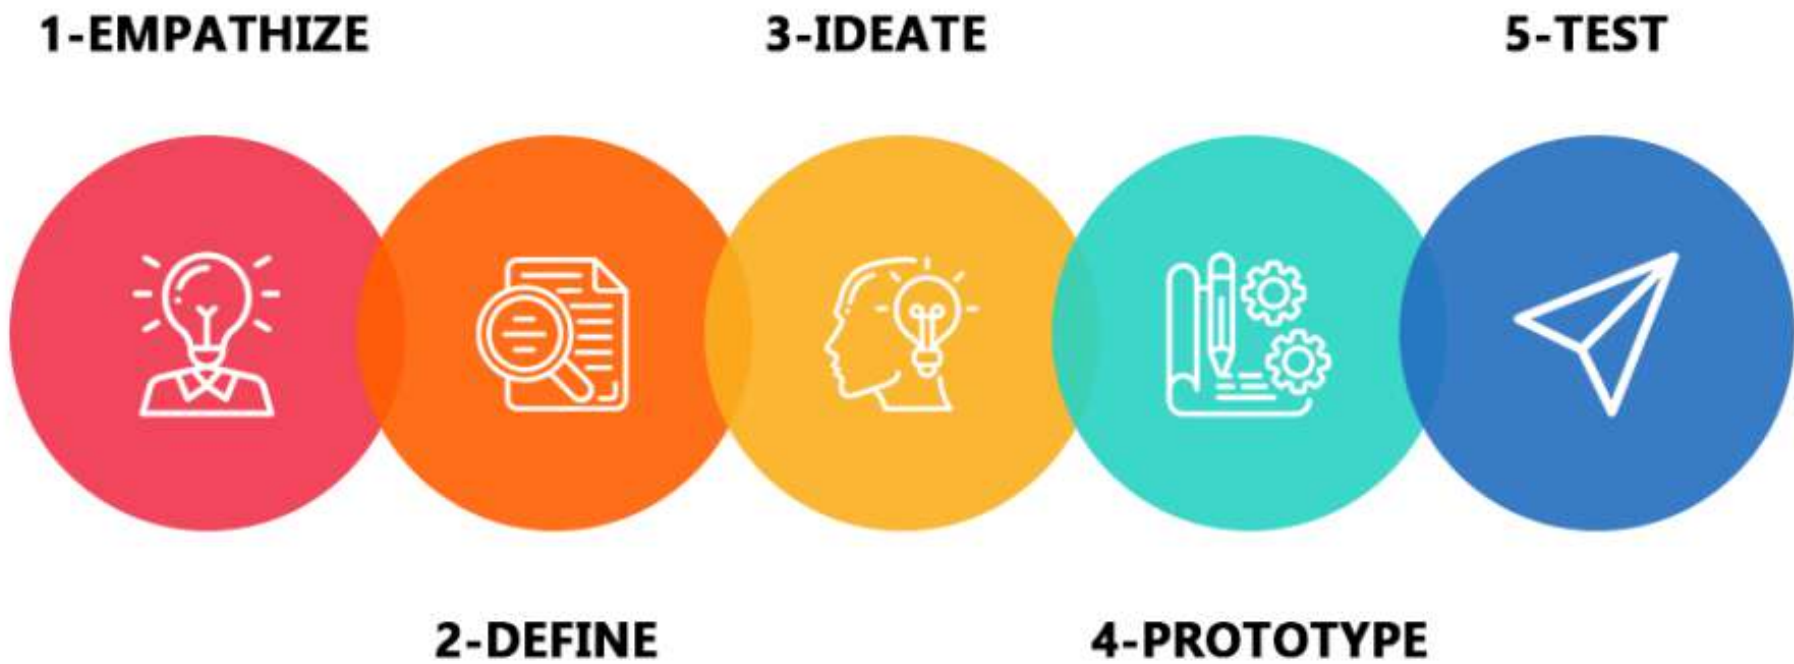 1-EMPATHIZE
2-DEFINE
3-IDEATE
4-PROTOTYPE
5-TEST